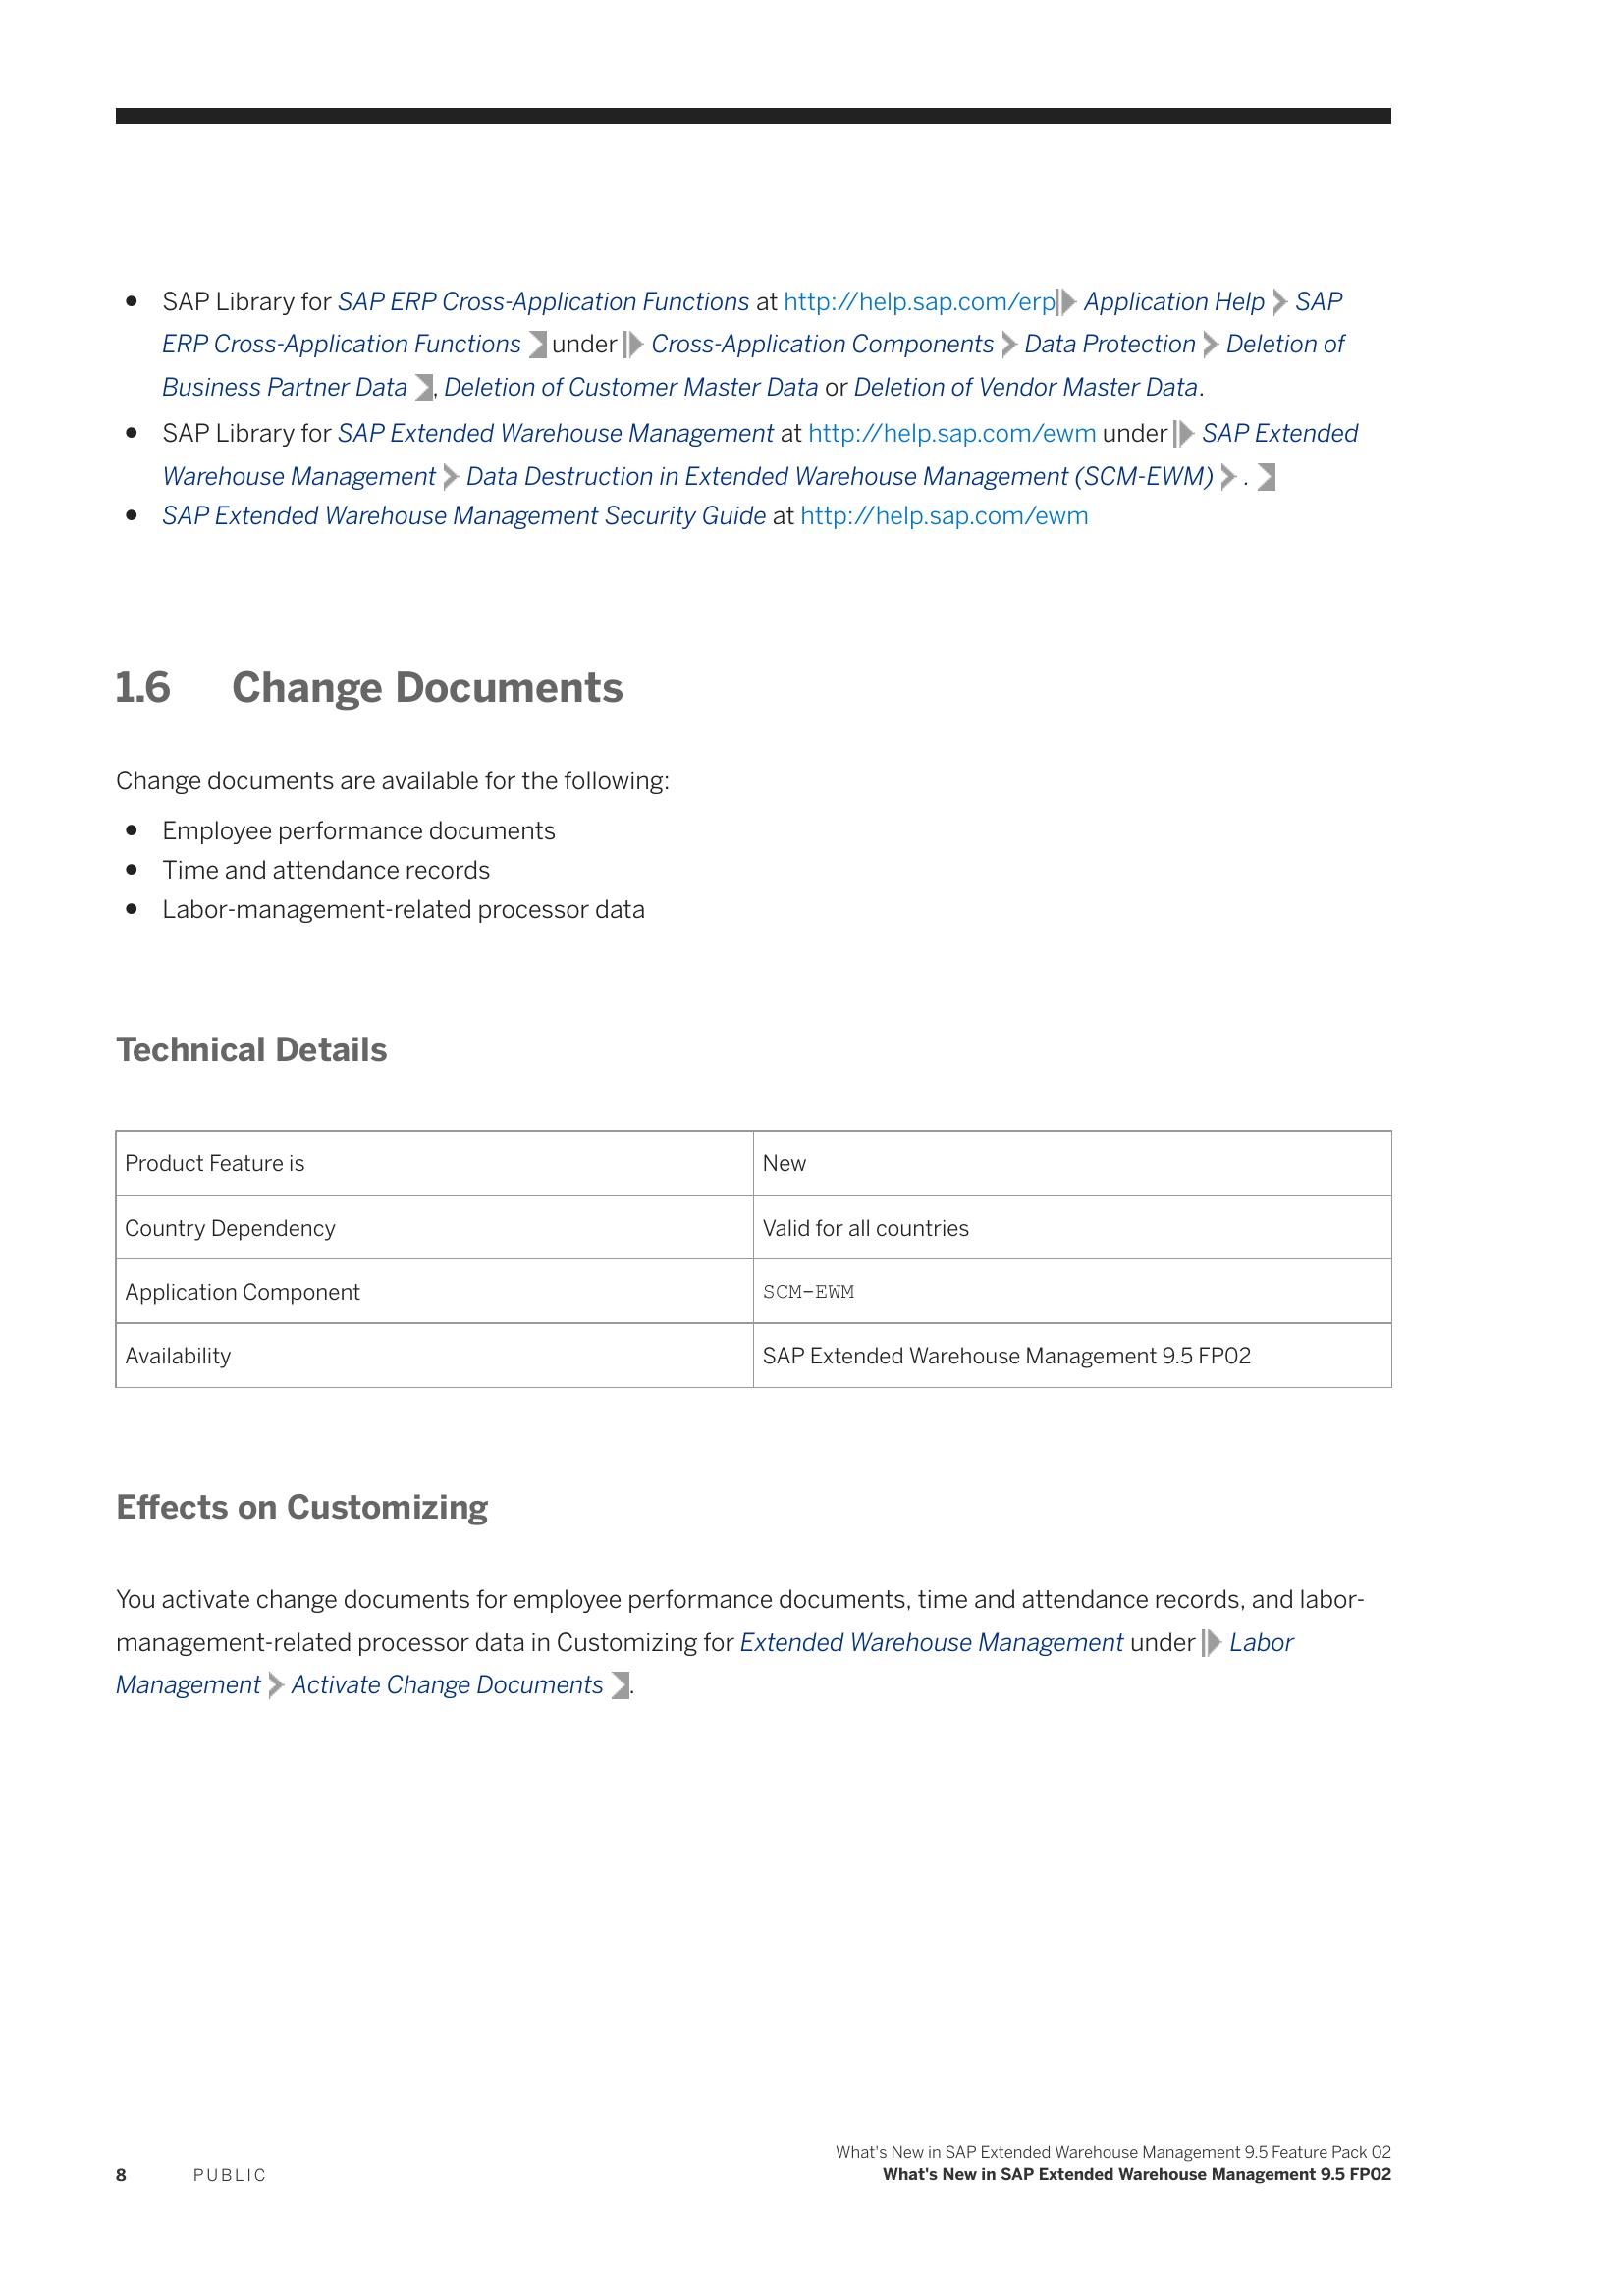 • SAP Library for SAP ERP Cross-Application Functions at http://help.sap.com/erp Application Help > SAP
ERP Cross-Application Functions under Cross-Application Components > Data Protection > Deletion of
Business Partner Data , Deletion of Customer Master Data or Deletion of Vendor Master Data.
• SAP Library for SAP Extended Warehouse Management at http://help.sap.com/ewm under SAP Extended
Warehouse Management > Data Destruction in Extended Warehouse Management (SCM-EWM) > .
• SAP Extended Warehouse Management Security Guide at http://help.sap.com/ewm
1.6 Change Documents
Change documents are available for the following:
• Employee performance documents
• Time and attendance records
• Labor-management-related processor data
Technical Details
Product Feature is New
Country Dependency Valid for all countries
Application Component SCM-EWM
Availability SAP Extended Warehouse Management 9.5 FP02
Effects on Customizing
You activate change documents for employee performance documents, time and attendance records, and labor-
management-related processor data in Customizing for Extended Warehouse Management under Labor
Management > Activate Change Documents .
What's New in SAP Extended Warehouse Management 9.5 Feature Pack 02
8 PUBLIC What's New in SAP Extended Warehouse Management 9.5 FP02